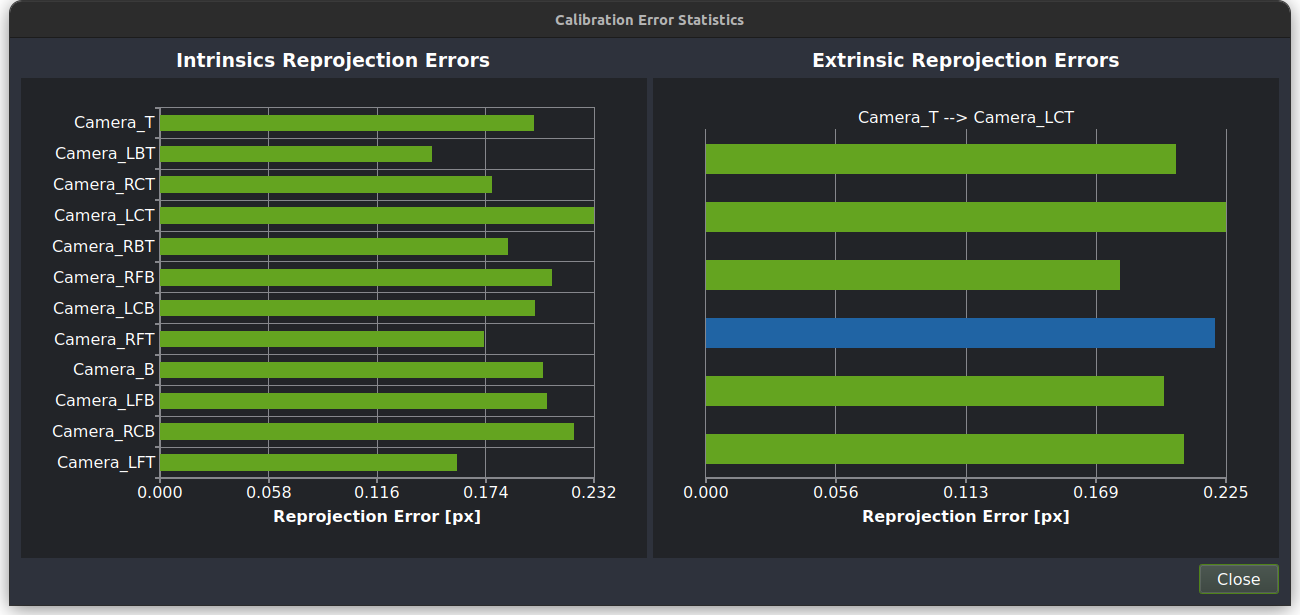 Calibration Error Statistics
Intrinsics Reprojection Errors
Camera_T
Camera_LBT
Camera_RCT
Camera_LCT
Camera_RBT
Camera_RFB
Camera_LCB
Camera_RFT
Camera_B
Camera_LFB
Camera_RCB
Camera_LFT
0.000 0.058 0.116 0.174 0.232
Reprojection Error [px]
Extrinsic Reprojection Errors
Camera_T --> Camera_LCT
0.000 0.056 0.113 0.169 0.225
Reprojection Error [px]
Close